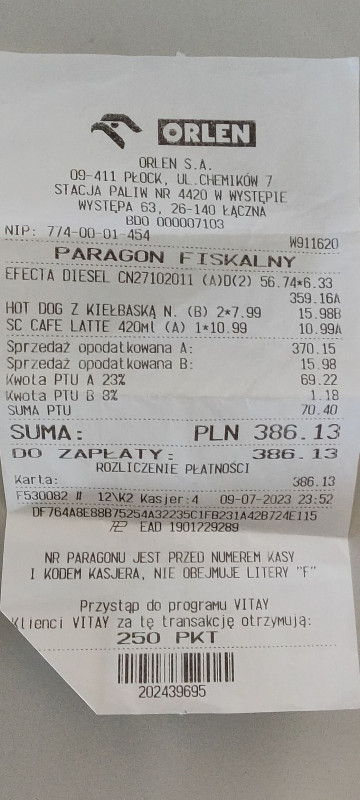 ORLEN
ORLEN S.A.
09-411 PŁOCK, UL.CHEMIKÓW 7
STACJA PALIW NR 4420 W WYSTĘPIE
WYSTĘPA 63, 26-140 ŁĄCZNA
BDO 000007103
NIP: 774-00-01-454 W911620
PARAGON FISKALNY
EFECTA DIESEL CN27102011 (A)D(2) 56.74*6.33
359.16A
HOT DOG Z KIEŁBASKĄ N. (B) 2*7.99 15.98B
SC CAFE LATTE 420Ml (A) 1*10.99 10.99A
Sprzedaż opodatkowana A: 370.15
Sprzedaż opodatkowana B: 15.98
Kwota PTU A 23% 69.22
Kwota PTU B 8% 1.18
SUMA PTU 70.40
SUMA: PLN 386.13
DO ZAPŁATY: 386.13
ROZLICZENIE PŁATNOŚCI
Karta: 386.13
F530082 # 12\K2 Kasjer:4 09-07-2023 23:52
DF764A8E88B75254A32235C1FB231A42B724E115
EAD 1901229289
NR PARAGONU JEST PRZED NUMEREM KASY
I KODEM KASJERA, NIE OBEJMUJE LITERY "F"
Przystąp do programu VITAY
Klienci VITAY za tę transakcję otrzymują:
250 PKT
202439695